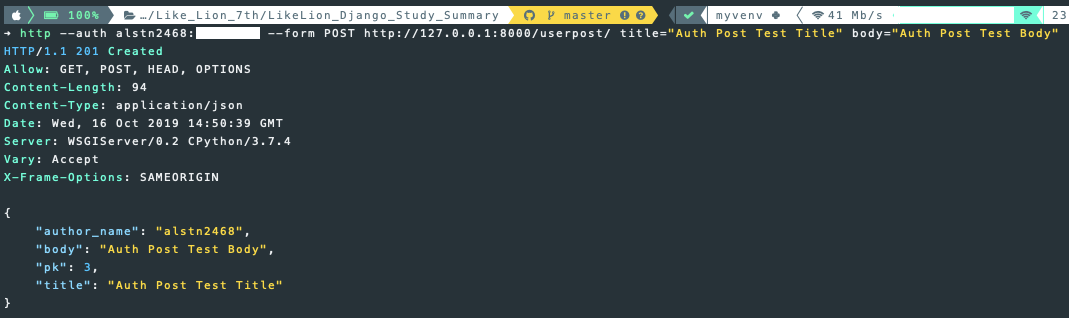 100% …/Like_Lion_7th/LikeLion_Django_Study_Summary master myvenv 41 Mb/s 23
→ http --auth alstn2468: --form POST http://127.0.0.1:8000/userpost/ title="Auth Post Test Title" body="Auth Post Test Body"
HTTP/1.1 201 Created
Allow: GET, POST, HEAD, OPTIONS
Content-Length: 94
Content-Type: application/json
Date: Wed, 16 Oct 2019 14:50:39 GMT
Server: WSGIServer/0.2 CPython/3.7.4
Vary: Accept
X-Frame-Options: SAMEORIGIN
{
"author_name": "alstn2468",
"body": "Auth Post Test Body",
"pk": 3,
"title": "Auth Post Test Title"
}